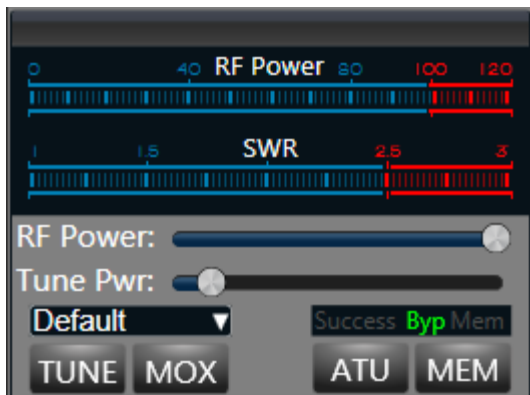 0 40 RF Power 80 100 120
1 1.5 SWR 2.5 3
RF Power:
Tune Pwr:
Default Success Byp Mem
TUNE MOX ATU MEM